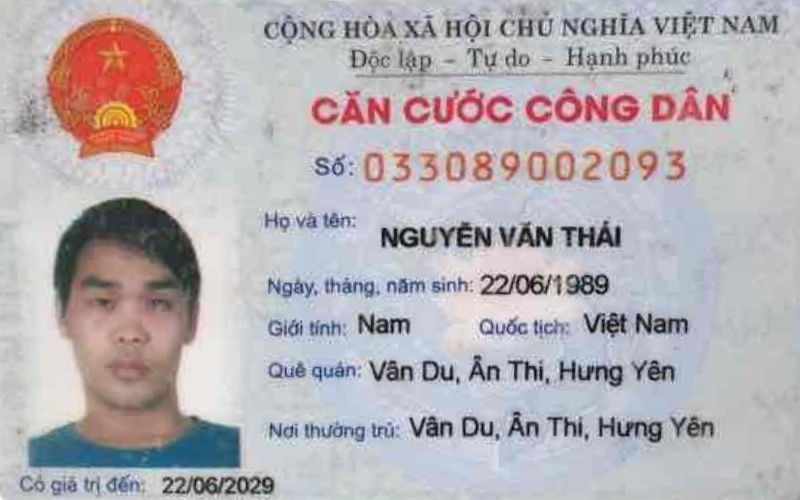 CỘNG HÒA XÃ HỘI CHỦ NGHĨA VIỆT NAM
Độc lập - Tự do - Hạnh phúc
CĂN CƯỚC CÔNG DÂN
Số: 033089002093
Họ và tên: NGUYỄN VĂN THÁI
Ngày, tháng, năm sinh: 22/06/1989
Giới tính: Nam Quốc tịch: Việt Nam
Quê quán: Vân Du, Ân Thi, Hưng Yên
Nơi thường trú: Vân Du, Ân Thi, Hưng Yên
Có giá trị đến: 22/06/2029